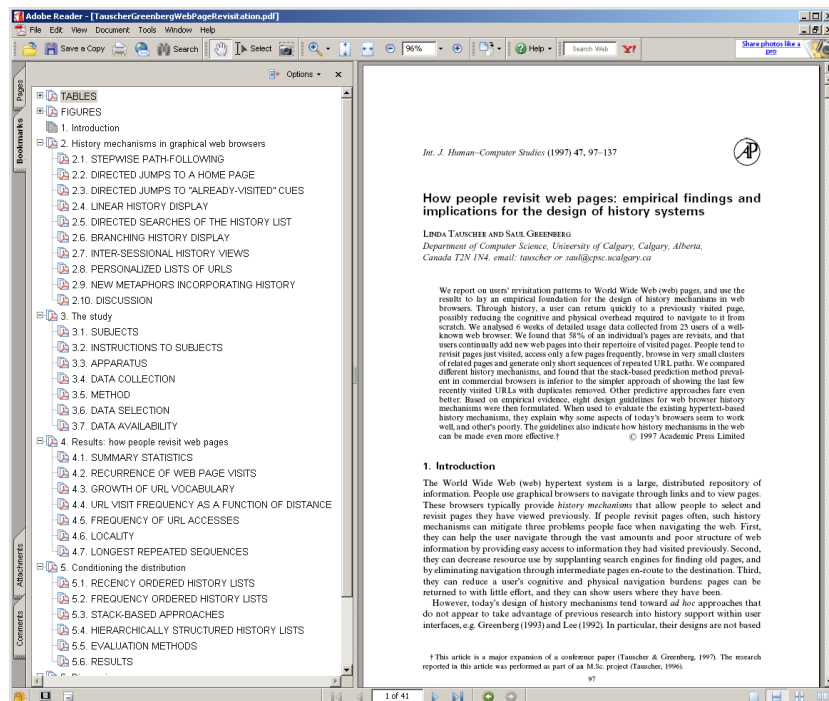 Adobe Reader - [TauscherGreenbergWebPageRevisitation.pdf]
File Edit View Document Tools Window Help
Save a Copy Search Select 96% Help Search Web Y! Share photos like a pro
Options x
Pages
Bookmarks
Attachments
Comments
TABLES
FIGURES
1. Introduction
2. History mechanisms in graphical web browsers
2.1. STEPWISE PATH-FOLLOWING
2.2. DIRECTED JUMPS TO A HOME PAGE
2.3. DIRECTED JUMPS TO "ALREADY-VISITED" CUES
2.4. LINEAR HISTORY DISPLAY
2.5. DIRECTED SEARCHES OF THE HISTORY LIST
2.6. BRANCHING HISTORY DISPLAY
2.7. INTER-SESSIONAL HISTORY VIEWS
2.8. PERSONALIZED LISTS OF URLS
2.9. NEW METAPHORS INCORPORATING HISTORY
2.10. DISCUSSION
3. The study
3.1. SUBJECTS
3.2. INSTRUCTIONS TO SUBJECTS
3.3. APPARATUS
3.4. DATA COLLECTION
3.5. METHOD
3.6. DATA SELECTION
3.7. DATA AVAILABILITY
4. Results: how people revisit web pages
4.1. SUMMARY STATISTICS
4.2. RECURRENCE OF WEB PAGE VISITS
4.3. GROWTH OF URL VOCABULARY
4.4. URL VISIT FREQUENCY AS A FUNCTION OF DISTANCE
4.5. FREQUENCY OF URL ACCESSES
4.6. LOCALITY
4.7. LONGEST REPEATED SEQUENCES
5. Conditioning the distribution
5.1. RECENCY ORDERED HISTORY LISTS
5.2. FREQUENCY ORDERED HISTORY LISTS
5.3. STACK-BASED APPROACHES
5.4. HIERARCHICALLY STRUCTURED HISTORY LISTS
5.5. EVALUATION METHODS
5.6. RESULTS
Int. J. Human–Computer Studies (1997) 47, 97–137
AP
How people revisit web pages: empirical findings and
implications for the design of history systems
LINDA TAUSCHER AND SAUL GREENBERG
Department of Computer Science, University of Calgary, Calgary, Alberta,
Canada T2N 1N4. email: tauscher or saul@cpsc.ucalgary.ca
We report on users' revisitation patterns to World Wide Web (web) pages, and use the
results to lay an empirical foundation for the design of history mechanisms in web
browsers. Through history, a user can return quickly to a previously visited page,
possibly reducing the cognitive and physical overhead required to navigate to it from
scratch. We analysed 6 weeks of detailed usage data collected from 23 users of a well-
known web browser. We found that 58% of an individual's pages are revisits, and that
users continually add new web pages into their repertoire of visited pages. People tend to
revisit pages just visited, access only a few pages frequently, browse in very small clusters
of related pages and generate only short sequences of repeated URL paths. We compared
different history mechanisms, and found that the stack-based prediction method preval-
ent in commercial browsers is inferior to the simpler approach of showing the last few
recently visited URLs with duplicates removed. Other predictive approaches fare even
better. Based on empirical evidence, eight design guidelines for web browser history
mechanisms were then formulated. When used to evaluate the existing hypertext-based
history mechanisms, they explain why some aspects of today's browsers seem to work
well, and other's poorly. The guidelines also indicate how history mechanisms in the web
can be made even more effective.† © 1997 Academic Press Limited
1. Introduction
The World Wide Web (web) hypertext system is a large, distributed repository of
information. People use graphical browsers to navigate through links and to view pages.
These browsers typically provide history mechanisms that allow people to select and
revisit pages they have viewed previously. If people revisit pages often, such history
mechanisms can mitigate three problems people face when navigating the web. First,
they can help the user navigate through the vast amounts and poor structure of web
information by providing easy access to information they had visited previously. Second,
they can decrease resource use by supplanting search engines for finding old pages, and
by eliminating navigation through intermediate pages en-route to the destination. Third,
they can reduce a user's cognitive and physical navigation burdens: pages can be
returned to with little effort, and they can show users where they have been.
However, today's design of history mechanisms tend toward ad hoc approaches that
do not appear to take advantage of previous research into history support within user
interfaces, e.g. Greenberg (1993) and Lee (1992). In particular, their designs are not based
† This article is a major expansion of a conference paper (Tauscher & Greenberg, 1997). The research
reported in this article was performed as part of an M.Sc. project (Tauscher, 1996).
97
1 of 41